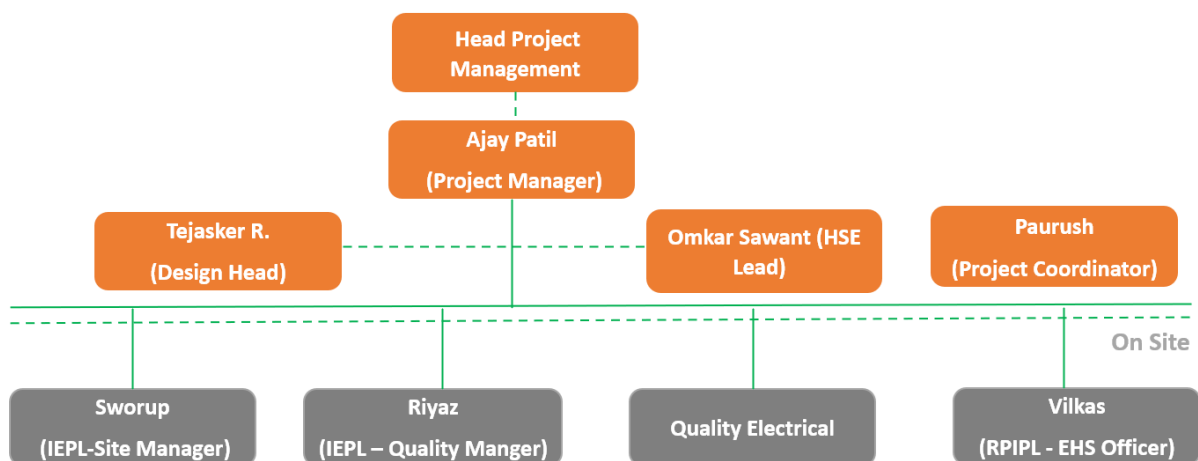 Head Project
Management
Ajay Patil
(Project Manager)
Tejasker R.
(Design Head)
Omkar Sawant (HSE
Lead)
Paurush
(Project Coordinator)
On Site
Sworup
(IEPL-Site Manager)
Riyaz
(IEPL – Quality Manger)
Quality Electrical
Vilkas
(RPIPL - EHS Officer)